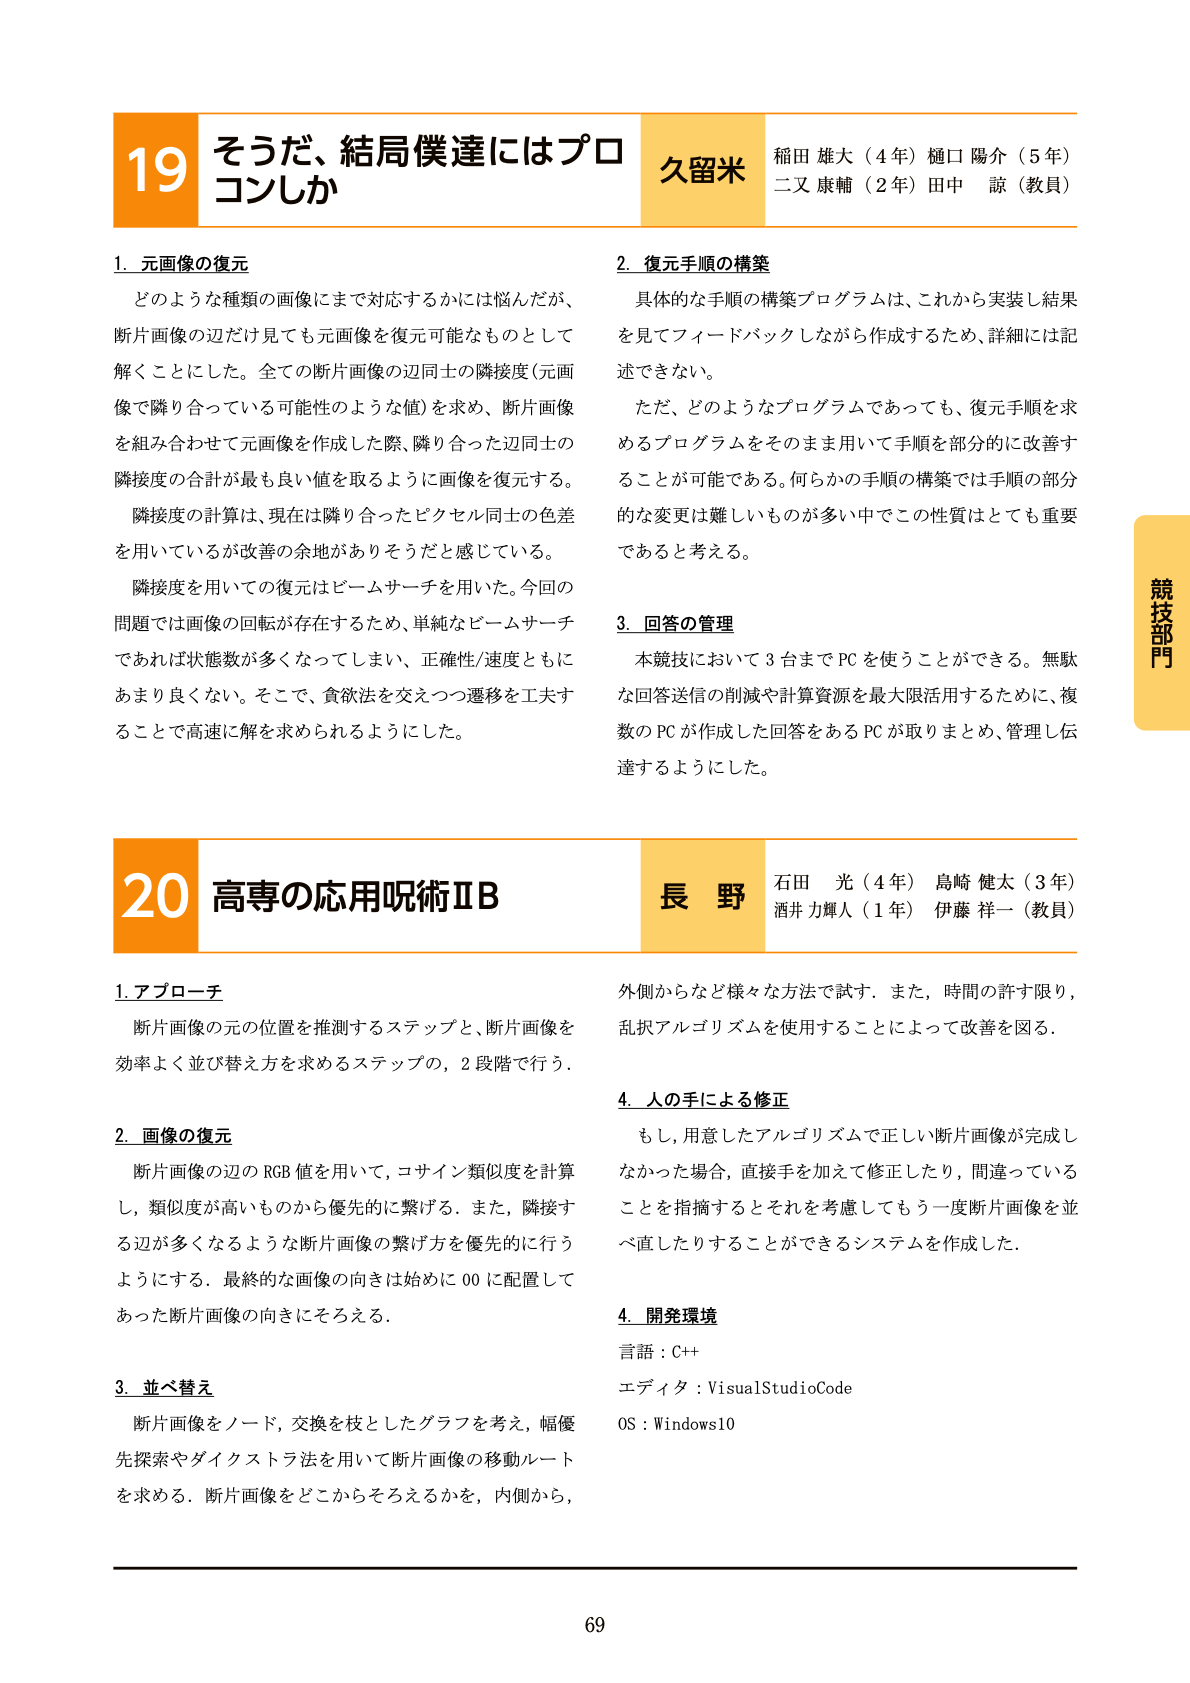 19
そうだ、結局僕達にはプロ
コンしか
久留米
稲田 雄大（４年）樋口 陽介（５年）
二又 康輔（２年）田中　諒（教員）
1. 元画像の復元
どのような種類の画像にまで対応するかには悩んだが、
断片画像の辺だけ見ても元画像を復元可能なものとして
解くことにした。全ての断片画像の辺同士の隣接度(元画
像で隣り合っている可能性のような値)を求め、断片画像
を組み合わせて元画像を作成した際、隣り合った辺同士の
隣接度の合計が最も良い値を取るように画像を復元する。
隣接度の計算は、現在は隣り合ったピクセル同士の色差
を用いているが改善の余地がありそうだと感じている。
隣接度を用いての復元はビームサーチを用いた。今回の
問題では画像の回転が存在するため、単純なビームサーチ
であれば状態数が多くなってしまい、正確性/速度ともに
あまり良くない。そこで、貪欲法を交えつつ遷移を工夫す
ることで高速に解を求められるようにした。
2. 復元手順の構築
具体的な手順の構築プログラムは、これから実装し結果
を見てフィードバックしながら作成するため、詳細には記
述できない。
ただ、どのようなプログラムであっても、復元手順を求
めるプログラムをそのまま用いて手順を部分的に改善す
ることが可能である。何らかの手順の構築では手順の部分
的な変更は難しいものが多い中でこの性質はとても重要
であると考える。
3. 回答の管理
本競技において 3 台まで PC を使うことができる。無駄
な回答送信の削減や計算資源を最大限活用するために、複
数の PC が作成した回答をある PC が取りまとめ、管理し伝
達するようにした。
競技部門
20
高専の応用呪術ⅡB
長　野
石田　光（４年）　島崎 健太（３年）
酒井 力輝人（１年）　伊藤 祥一（教員）
1. アプローチ
断片画像の元の位置を推測するステップと、断片画像を
効率よく並び替え方を求めるステップの，2 段階で行う．
2. 画像の復元
断片画像の辺の RGB 値を用いて，コサイン類似度を計算
し，類似度が高いものから優先的に繋げる．また，隣接す
る辺が多くなるような断片画像の繋げ方を優先的に行う
ようにする．最終的な画像の向きは始めに 00 に配置して
あった断片画像の向きにそろえる．
3. 並べ替え
断片画像をノード，交換を枝としたグラフを考え，幅優
先探索やダイクストラ法を用いて断片画像の移動ルート
を求める．断片画像をどこからそろえるかを，内側から，
外側からなど様々な方法で試す．また，時間の許す限り，
乱択アルゴリズムを使用することによって改善を図る．
4. 人の手による修正
もし，用意したアルゴリズムで正しい断片画像が完成し
なかった場合，直接手を加えて修正したり，間違っている
ことを指摘するとそれを考慮してもう一度断片画像を並
べ直したりすることができるシステムを作成した．
4. 開発環境
言語：C++
エディタ：VisualStudioCode
OS：Windows10
69